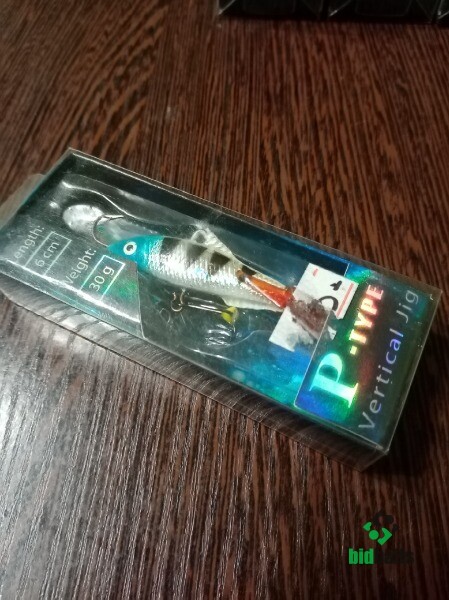 Length:
6 cm
Weight:
30 g
P-TYPE
Vertical Jig
bid